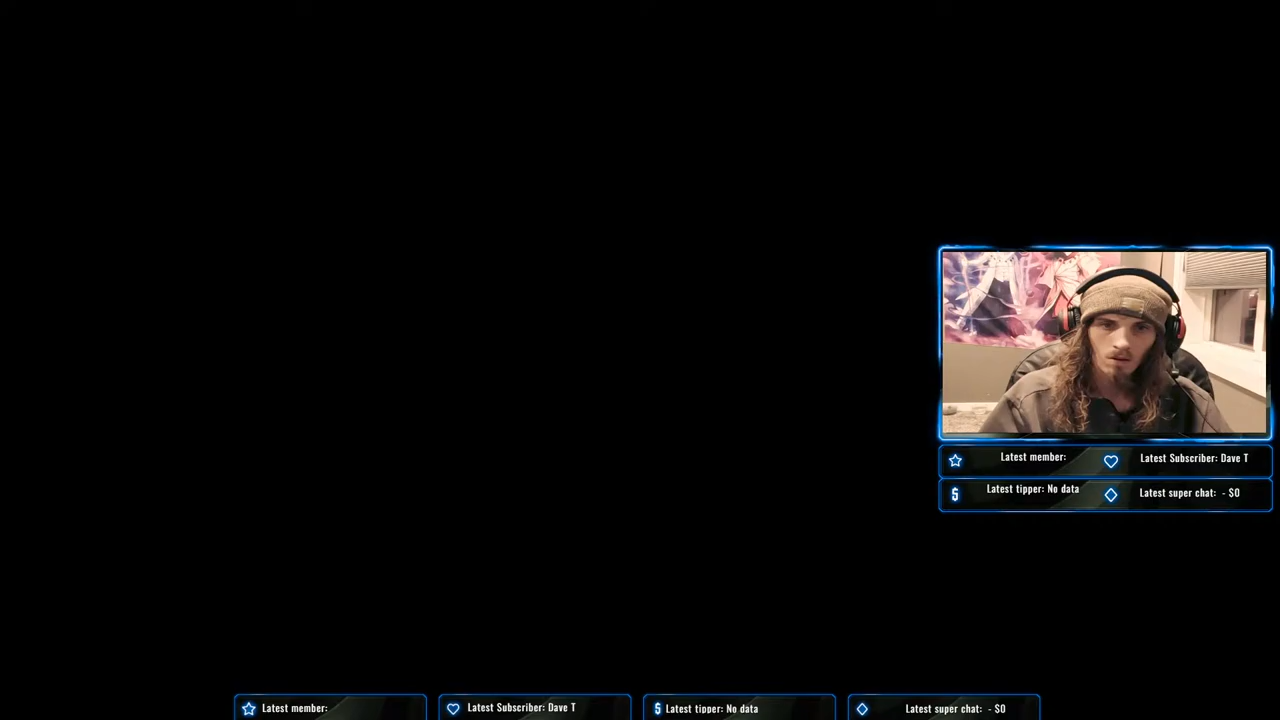 Latest member:
Latest Subscriber: Dave T
Latest tipper: No data
Latest super chat:  - $0
Latest member:
Latest Subscriber: Dave T
Latest tipper: No data
Latest super chat:  - $0